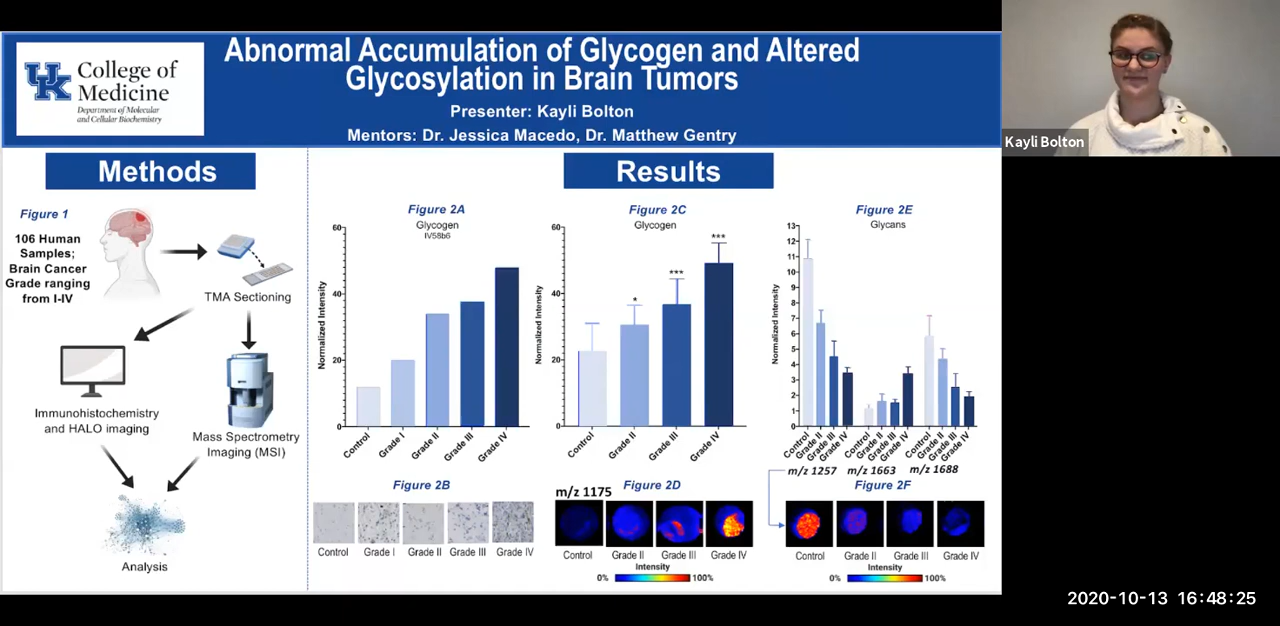 Abnormal Accumulation of Glycogen and Altered
Glycosylation in Brain Tumors
Presenter: Kayli Bolton
Mentors: Dr. Jessica Macedo, Dr. Matthew Gentry
UK
College of
Medicine
Department of Molecular
and Cellular Biochemistry
Kayli Bolton
Methods
Figure 1
106 Human
Samples;
Brain Cancer
Grade ranging
from I-IV
TMA Sectioning
Immunohistochemistry
and HALO imaging
Mass Spectrometry
Imaging (MSI)
Analysis
Results
Figure 2A
Glycogen
IV58b6
Normalized Intensity
60
40
20
0
Control
Grade I
Grade II
Grade III
Grade IV
Figure 2B
Control
Grade I
Grade II
Grade III
Grade IV
Figure 2C
Glycogen
Normalized Intensity
60
40
20
0
*
***
***
Control
Grade II
Grade III
Grade IV
m/z 1175
Figure 2D
Control
Grade II
Grade III
Grade IV
Intensity
0%
100%
Figure 2E
Glycans
Normalized Intensity
13
12
11
10
9
8
7
6
5
4
3
2
1
0
Control
Grade II
Grade III
Grade IV
Control
Grade II
Grade III
Grade IV
Control
Grade II
Grade III
Grade IV
m/z 1257
m/z 1663
m/z 1688
Figure 2F
Control
Grade II
Grade III
Grade IV
Intensity
0%
100%
2020-10-13 16:48:25